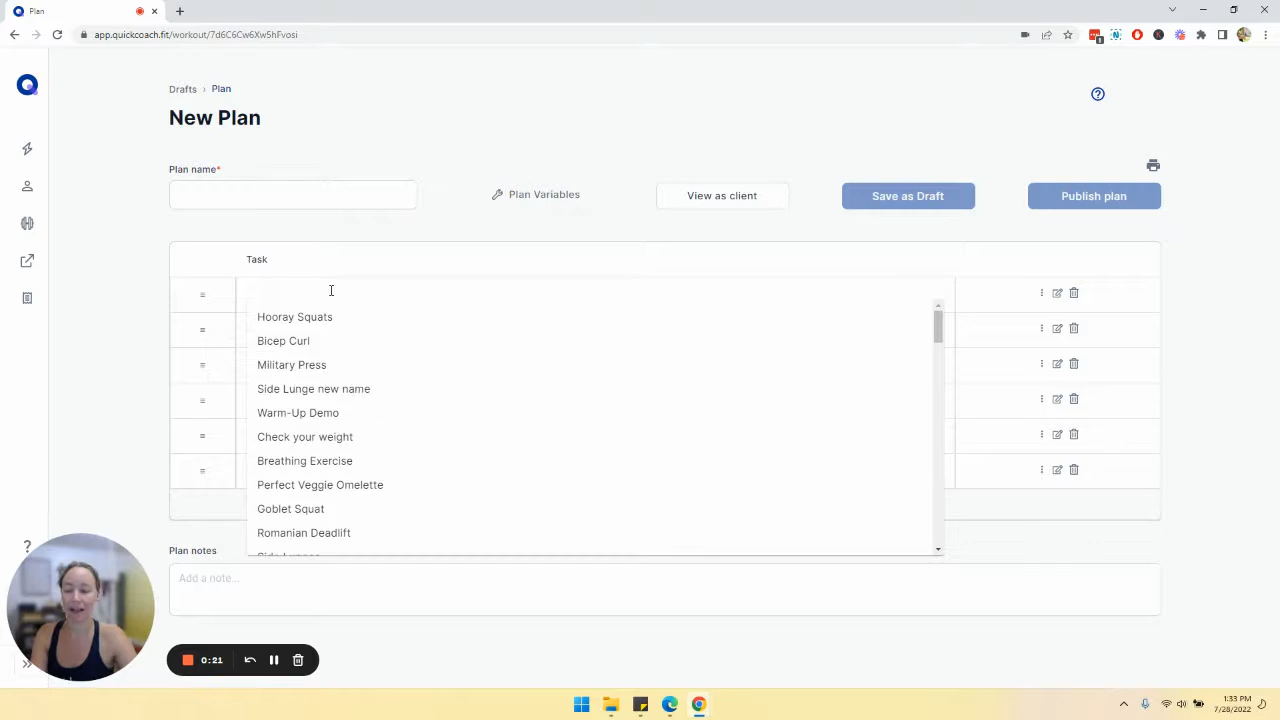 Plan
app.quickcoach.fit/workout/7d6C6Cw6Xw5hFvosi
1
Drafts › Plan
New Plan
Plan name*
Plan Variables
View as client
Save as Draft
Publish plan
Task
Hooray Squats
Bicep Curl
Military Press
Side Lunge new name
Warm-Up Demo
Check your weight
Breathing Exercise
Perfect Veggie Omelette
Goblet Squat
Romanian Deadlift
Side Lunges
Plan notes
Add a note...
0:21
1:33 PM
7/28/2022